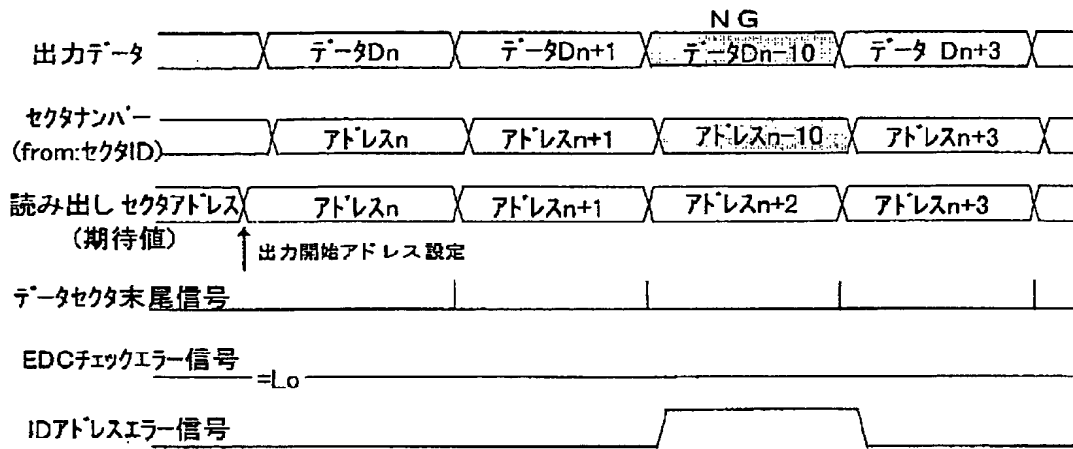 NG
出力データ データDn データDn+1 データDn-10 データ Dn+3
セクタナンバー
(from:セクタID) アドレスn アドレスn+1 アドレスn-10 アドレスn+3
読み出し セクタアドレス アドレスn アドレスn+1 アドレスn+2 アドレスn+3
(期待値)
↑ 出力開始アドレス設定
データセクタ末尾信号
EDCチェックエラー信号 =Lo
IDアドレスエラー信号